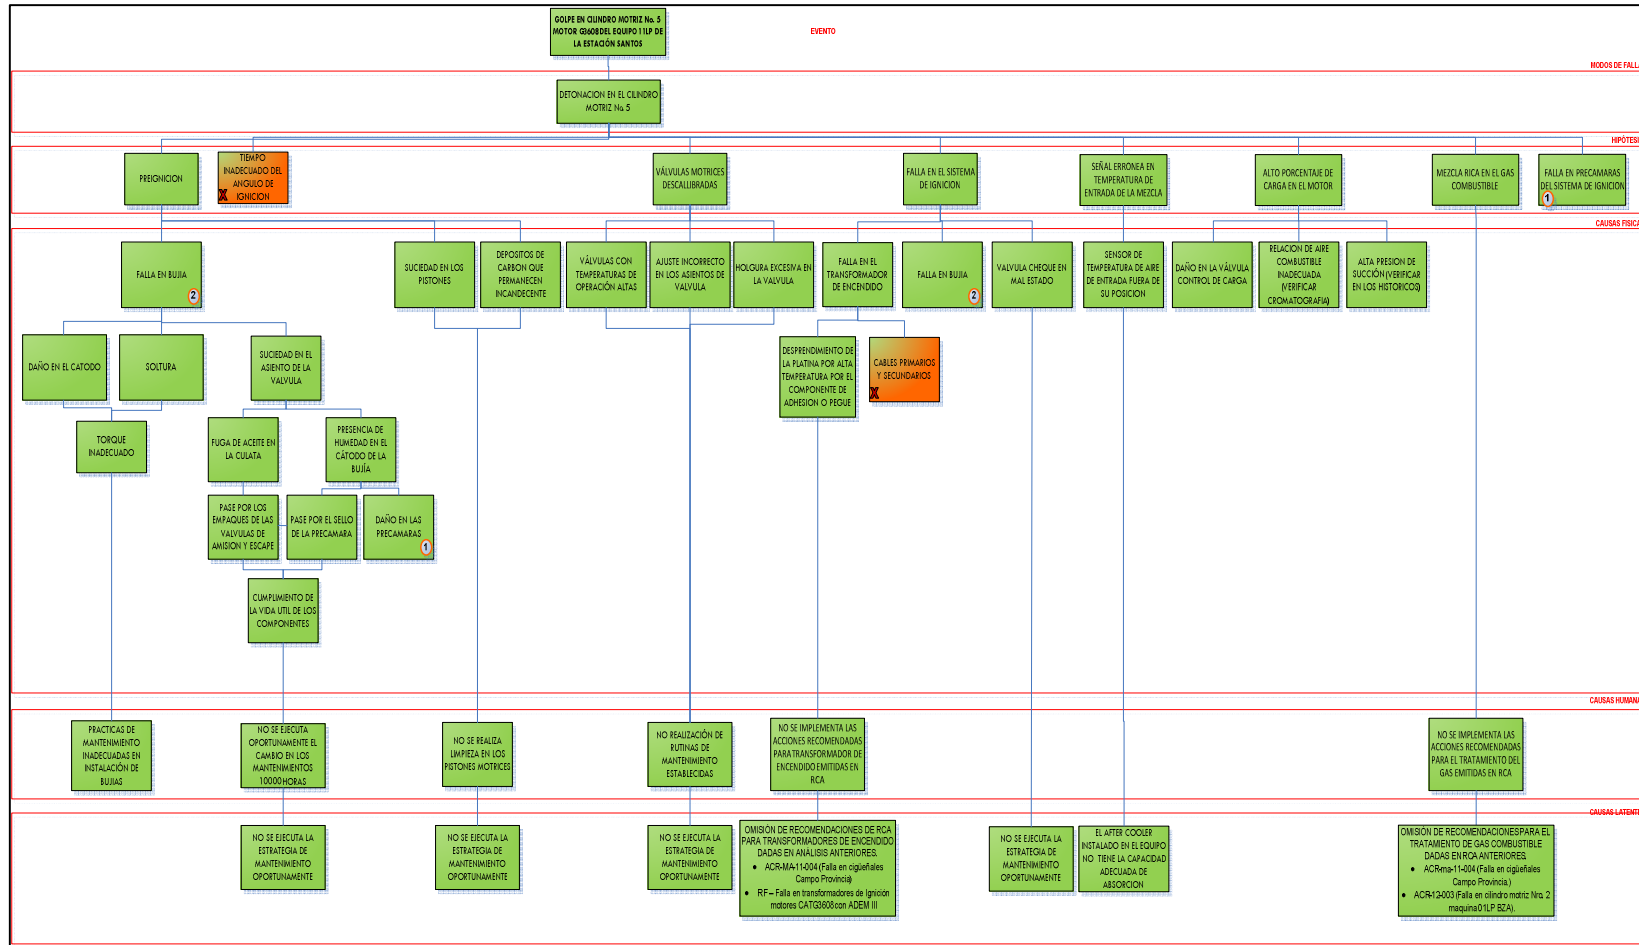 GOLPE EN CILINDRO MOTRIZ No. 5
MOTOR G3608 DEL EQUIPO 11LP DE
LA ESTACIÓN SANTOS
EVENTO
MODOS DE FALLA
DETONACION EN EL CILINDRO
MOTRIZ No. 5
HIPÓTESI
PREIGNICION
TIEMPO
INADECUADO DEL
ANGULO DE
IGNICION
X
VÁLVULAS MOTRICES
DESCALLIBRADAS
FALLA EN EL SISTEMA
DE IGNICION
SEÑAL ERRONEA EN
TEMPERATURA DE
ENTRADA DE LA MEZCLA
ALTO PORCENTAJE DE
CARGA EN EL MOTOR
MEZCLA RICA EN EL GAS
COMBUSTIBLE
FALLA EN PRECAMARAS
DEL SISTEMA DE IGNICION
1
CAUSAS FISICA
FALLA EN BUJIA
2
SUCIEDAD EN LOS
PISTONES
DEPOSITOS DE
CARBON QUE
PERMANECEN
INCANDECENTE
VÁLVULAS CON
TEMPERATURAS DE
OPERACIÓN ALTAS
AJUSTE INCORRECTO
EN LOS ASIENTOS DE
VALVULA
HOLGURA EXCESIVA EN
LA VALVULA
FALLA EN EL
TRANSFORMADOR
DE ENCENDIDO
FALLA EN BUJIA
2
VALVULA CHEQUE EN
MAL ESTADO
SENSOR DE
TEMPERATURA DE AIRE
DE ENTRADA FUERA DE
SU POSICION
DAÑO EN LA VÁLVULA
CONTROL DE CARGA
RELACION DE AIRE
COMBUSTIBLE
INADECUADA
(VERIFICAR
CROMATOGRAFIA)
ALTA PRESION DE
SUCCIÓN (VERIFICAR
EN LOS HISTORICOS)
DAÑO EN EL CATODO
SOLTURA
SUCIEDAD EN EL
ASIENTO DE LA
VALVULA
DESPRENDIMIENTO DE
LA PLATINA POR ALTA
TEMPERATURA POR EL
COMPONENTE DE
ADHESION O PEGUE
CABLES PRIMARIOS
Y SECUNDARIOS
X
TORQUE
INADECUADO
FUGA DE ACEITE EN
LA CULATA
PRESENCIA DE
HUMEDAD EN EL
CÁTODO DE LA
BUJÍA
PASE POR LOS
EMPAQUES DE LAS
VALVULAS DE
AMISION Y ESCAPE
PASE POR EL SELLO
DE LA PRECAMARA
DAÑO EN LAS
PRECAMARAS
1
CUMPLIMIENTO DE
LA VIDA UTIL DE LOS
COMPONENTES
CAUSAS HUMANA
PRACTICAS DE
MANTENIMIENTO
INADECUADAS EN
INSTALACIÓN DE
BUJIAS
NO SE EJECUTA
OPORTUNAMENTE EL
CAMBIO EN LOS
MANTENIMIENTOS
10000 HORAS
NO SE REALIZA
LIMPIEZA EN LOS
PISTONES MOTRICES
NO REALIZACIÓN DE
RUTINAS DE
MANTENIMIENTO
ESTABLECIDAS
NO SE IMPLEMENTA LAS
ACCIONES RECOMENDADAS
PARA TRANSFORMADOR DE
ENCENDIDO EMITIDAS EN
RCA
NO SE IMPLEMENTA LAS
ACCIONES RECOMENDADAS
PARA EL TRATAMIENTO DEL
GAS EMITIDAS EN RCA
CAUSAS LATENTE
NO SE EJECUTA LA
ESTRATEGIA DE
MANTENIMIENTO
OPORTUNAMENTE
NO SE EJECUTA LA
ESTRATEGIA DE
MANTENIMIENTO
OPORTUNAMENTE
NO SE EJECUTA LA
ESTRATEGIA DE
MANTENIMIENTO
OPORTUNAMENTE
OMISIÓN DE RECOMENDACIONES DE RCA
PARA TRANSFORMADORES DE ENCENDIDO
DADAS EN ANÁLISIS ANTERIORES.
• ACR-MA-11-004 (Falla en cigüeñales
Campo Provincia)
• RF – Falla en transformadores de Ignición
motores CATG3608 con ADEM III
NO SE EJECUTA LA
ESTRATEGIA DE
MANTENIMIENTO
OPORTUNAMENTE
EL AFTER COOLER
INSTALADO EN EL EQUIPO
NO TIENE LA CAPACIDAD
ADECUADA DE
ABSORCION
OMISIÓN DE RECOMENDACIONES PARA EL
TRATAMIENTO DE GAS COMBUSTIBLE
DADAS EN RCA ANTERIORES.
• ACR-ma-11-004 (Falla en cigüeñales
Campo Provincia.)
• ACR-12-003 (Falla en cilindro motriz Nro. 2
maquina 01LP BZA).